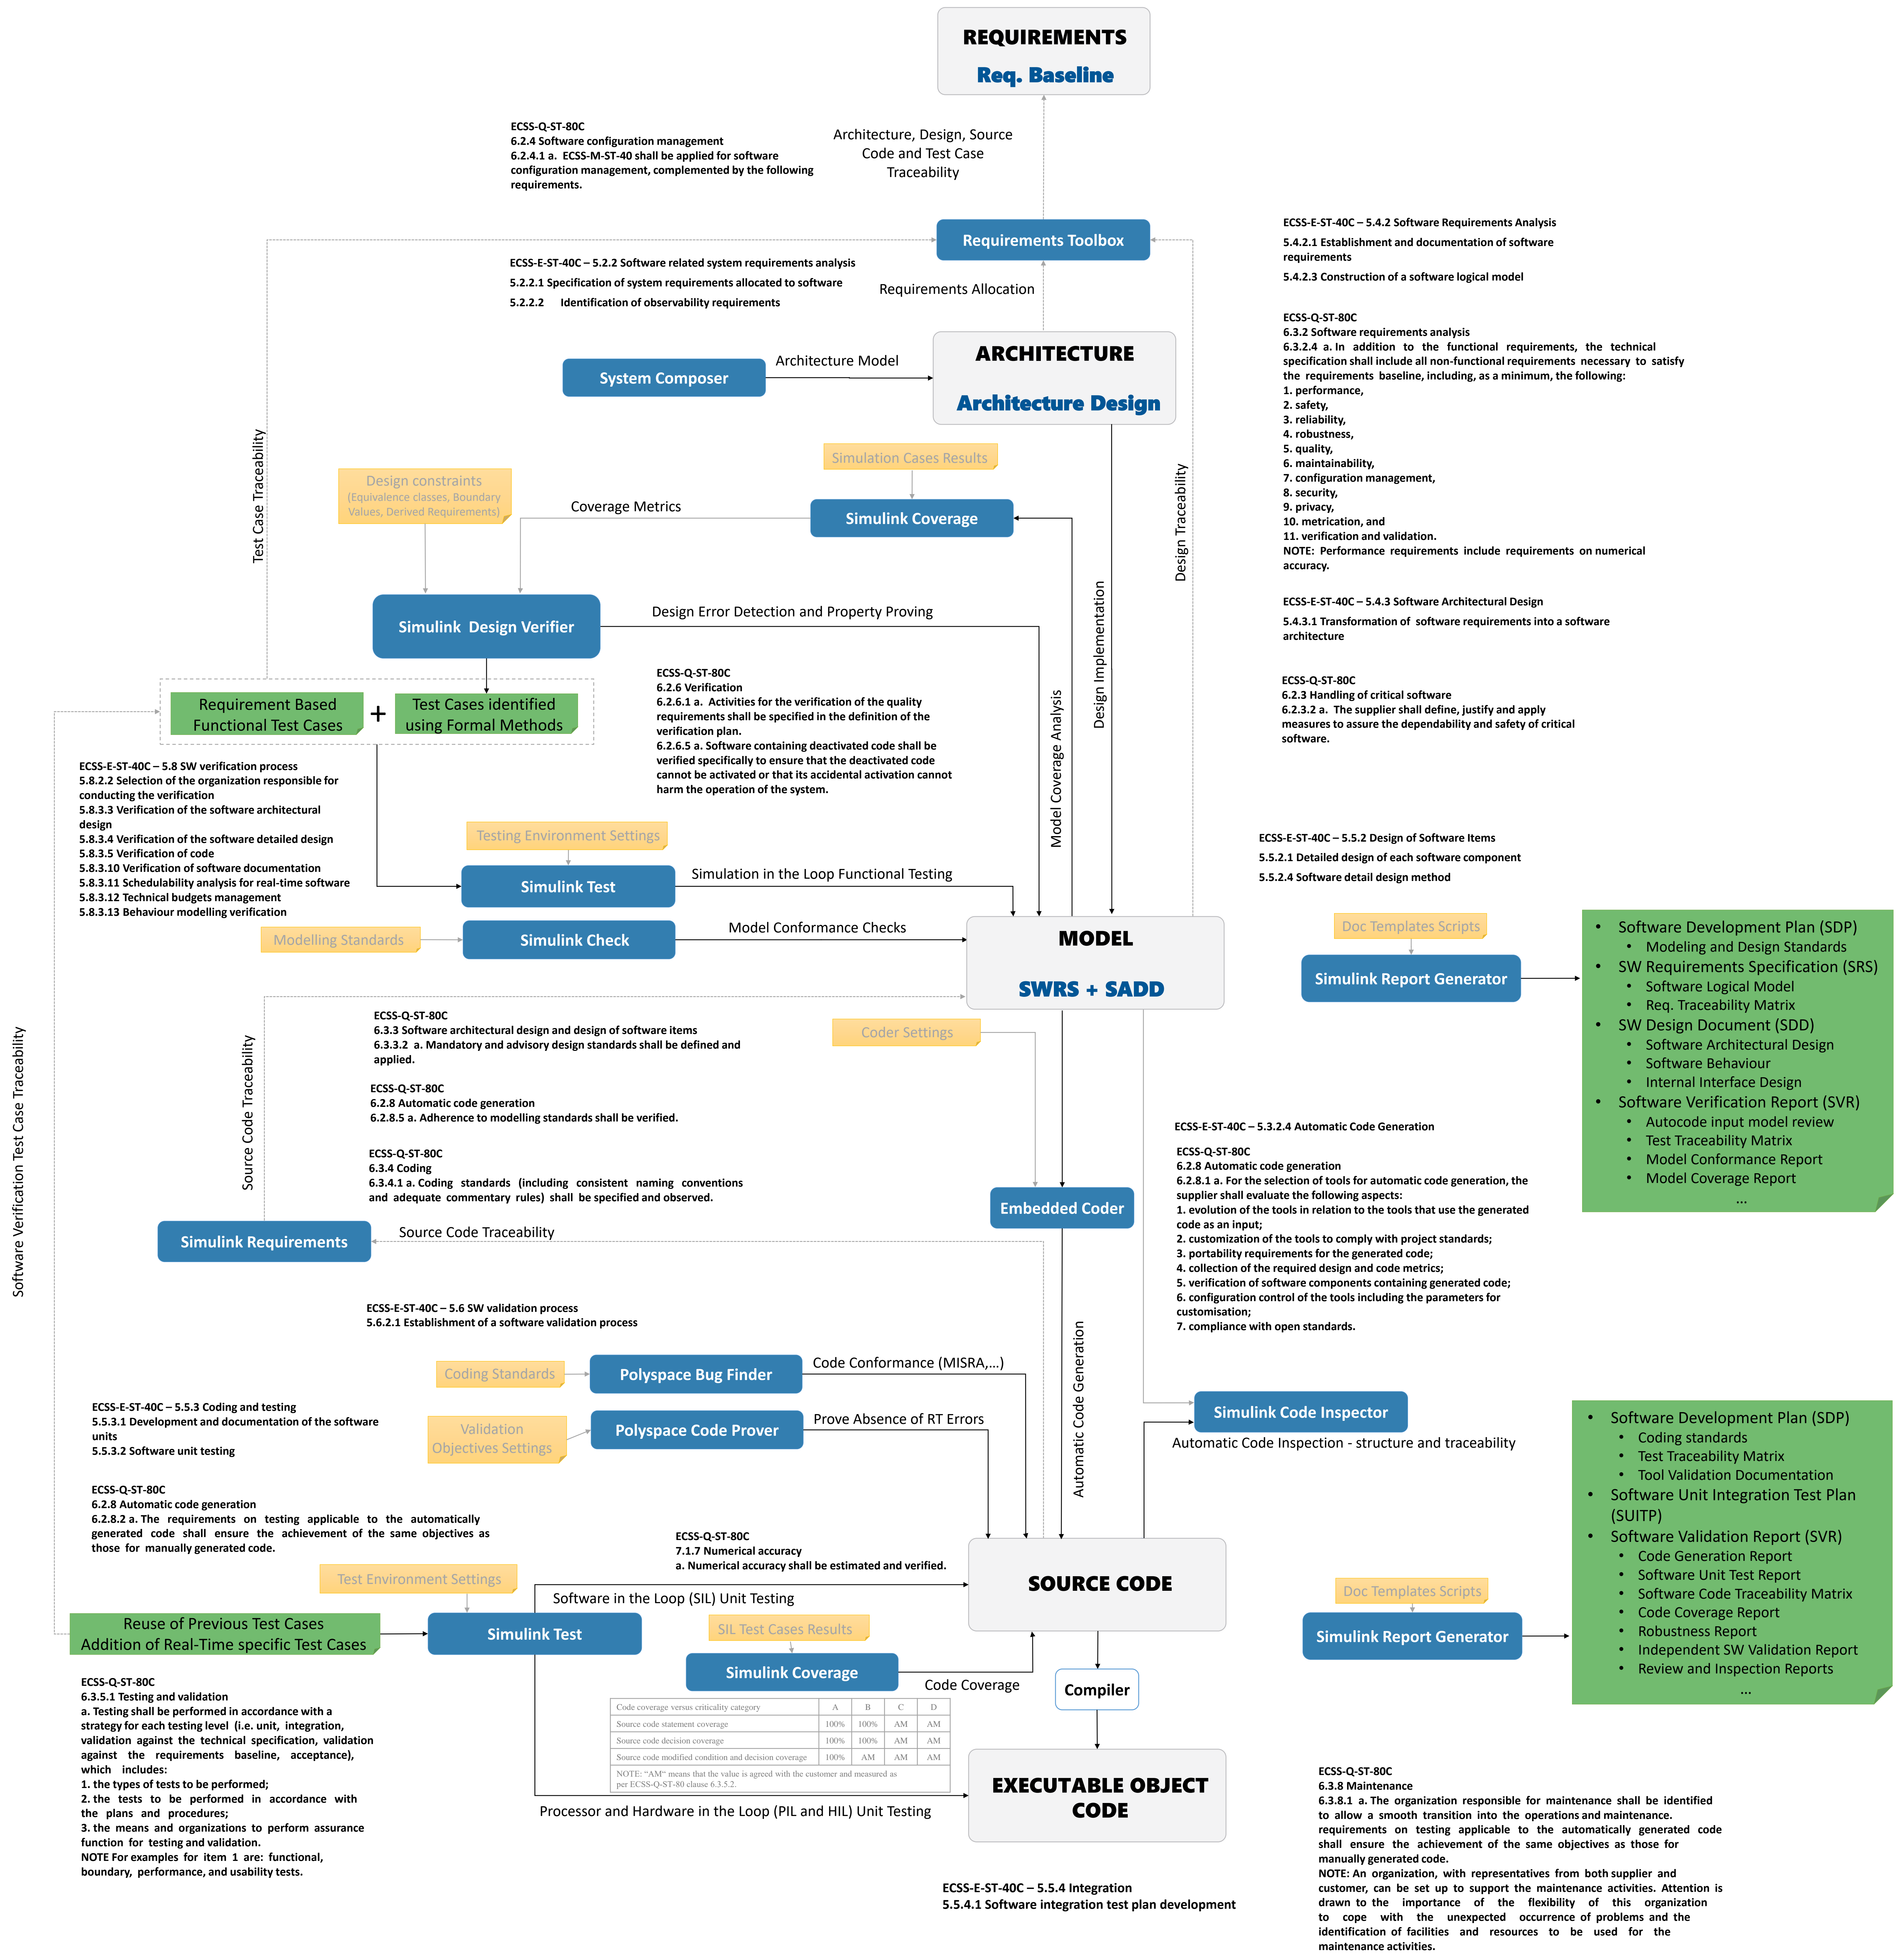 REQUIREMENTS
Req. Baseline
ECSS-Q-ST-80C
6.2.4 Software configuration management
6.2.4.1 a. ECSS-M-ST-40 shall be applied for software
configuration management, complemented by the following
requirements.
Architecture, Design, Source
Code and Test Case
Traceability
Requirements Toolbox
ECSS-E-ST-40C – 5.4.2 Software Requirements Analysis
5.4.2.1 Establishment and documentation of software
requirements
5.4.2.3 Construction of a software logical model
ECSS-E-ST-40C – 5.2.2 Software related system requirements analysis
5.2.2.1 Specification of system requirements allocated to software
5.2.2.2 Identification of observability requirements
Requirements Allocation
ECSS-Q-ST-80C
6.3.2 Software requirements analysis
6.3.2.4 a. In addition to the functional requirements, the technical
specification shall include all non-functional requirements necessary to satisfy
the requirements baseline, including, as a minimum, the following:
1. performance,
2. safety,
3. reliability,
4. robustness,
5. quality,
6. maintainability,
7. configuration management,
8. security,
9. privacy,
10. metrication, and
11. verification and validation.
NOTE: Performance requirements include requirements on numerical
accuracy.
ARCHITECTURE
Architecture Design
System Composer
Architecture Model
Test Case Traceability
Design Traceability
Simulation Cases Results
Design constraints
(Equivalence classes, Boundary
Values, Derived Requirements)
Coverage Metrics
Simulink Coverage
ECSS-E-ST-40C – 5.4.3 Software Architectural Design
5.4.3.1 Transformation of software requirements into a software
architecture
Simulink Design Verifier
Design Error Detection and Property Proving
Design Implementation
Model Coverage Analysis
ECSS-Q-ST-80C
6.2.6 Verification
6.2.6.1 a. Activities for the verification of the quality
requirements shall be specified in the definition of the
verification plan.
6.2.6.5 a. Software containing deactivated code shall be
verified specifically to ensure that the deactivated code
cannot be activated or that its accidental activation cannot
harm the operation of the system.
ECSS-Q-ST-80C
6.2.3 Handling of critical software
6.2.3.2 a. The supplier shall define, justify and apply
measures to assure the dependability and safety of critical
software.
Requirement Based
Functional Test Cases
+
Test Cases identified
using Formal Methods
ECSS-E-ST-40C – 5.8 SW verification process
5.8.2.2 Selection of the organization responsible for
conducting the verification
5.8.3.3 Verification of the software architectural
design
5.8.3.4 Verification of the software detailed design
5.8.3.5 Verification of code
5.8.3.10 Verification of software documentation
5.8.3.11 Schedulability analysis for real-time software
5.8.3.12 Technical budgets management
5.8.3.13 Behaviour modelling verification
Testing Environment Settings
Simulink Test
Simulation in the Loop Functional Testing
ECSS-E-ST-40C – 5.5.2 Design of Software Items
5.5.2.1 Detailed design of each software component
5.5.2.4 Software detail design method
Modelling Standards
Simulink Check
Model Conformance Checks
MODEL
SWRS + SADD
Doc Templates Scripts
Simulink Report Generator
• Software Development Plan (SDP)
• Modeling and Design Standards
• SW Requirements Specification (SRS)
• Software Logical Model
• Req. Traceability Matrix
• SW Design Document (SDD)
• Software Architectural Design
• Software Behaviour
• Internal Interface Design
• Software Verification Report (SVR)
• Autocode input model review
• Test Traceability Matrix
• Model Conformance Report
• Model Coverage Report
...
Software Verification Test Case Traceability
Source Code Traceability
ECSS-Q-ST-80C
6.3.3 Software architectural design and design of software items
6.3.3.2 a. Mandatory and advisory design standards shall be defined and
applied.
Coder Settings
ECSS-Q-ST-80C
6.2.8 Automatic code generation
6.2.8.5 a. Adherence to modelling standards shall be verified.
ECSS-Q-ST-80C
6.3.4 Coding
6.3.4.1 a. Coding standards (including consistent naming conventions
and adequate commentary rules) shall be specified and observed.
ECSS-E-ST-40C – 5.3.2.4 Automatic Code Generation
ECSS-Q-ST-80C
6.2.8 Automatic code generation
6.2.8.1 a. For the selection of tools for automatic code generation, the
supplier shall evaluate the following aspects:
1. evolution of the tools in relation to the tools that use the generated
code as an input;
2. customization of the tools to comply with project standards;
3. portability requirements for the generated code;
4. collection of the required design and code metrics;
5. verification of software components containing generated code;
6. configuration control of the tools including the parameters for
customisation;
7. compliance with open standards.
Embedded Coder
Simulink Requirements
Source Code Traceability
ECSS-E-ST-40C – 5.6 SW validation process
5.6.2.1 Establishment of a software validation process
Automatic Code Generation
Coding Standards
Polyspace Bug Finder
Code Conformance (MISRA,...)
Validation
Objectives Settings
Polyspace Code Prover
Prove Absence of RT Errors
Simulink Code Inspector
Automatic Code Inspection - structure and traceability
ECSS-E-ST-40C – 5.5.3 Coding and testing
5.5.3.1 Development and documentation of the software
units
5.5.3.2 Software unit testing
ECSS-Q-ST-80C
6.2.8 Automatic code generation
6.2.8.2 a. The requirements on testing applicable to the automatically
generated code shall ensure the achievement of the same objectives as
those for manually generated code.
ECSS-Q-ST-80C
7.1.7 Numerical accuracy
a. Numerical accuracy shall be estimated and verified.
• Software Development Plan (SDP)
• Coding standards
• Test Traceability Matrix
• Tool Validation Documentation
• Software Unit Integration Test Plan
(SUITP)
• Software Validation Report (SVR)
• Code Generation Report
• Software Unit Test Report
• Software Code Traceability Matrix
• Code Coverage Report
• Robustness Report
• Independent SW Validation Report
• Review and Inspection Reports
...
Test Environment Settings
Software in the Loop (SIL) Unit Testing
SOURCE CODE
Doc Templates Scripts
Simulink Report Generator
Reuse of Previous Test Cases
Addition of Real-Time specific Test Cases
Simulink Test
SIL Test Cases Results
Simulink Coverage
Code Coverage
Compiler
Code coverage versus criticality category A B C D
Source code statement coverage 100% 100% AM AM
Source code decision coverage 100% 100% AM AM
Source code modified condition and decision coverage 100% AM AM AM
NOTE: “AM“ means that the value is agreed with the customer and measured as
per ECSS-Q-ST-80 clause 6.3.5.2.
ECSS-Q-ST-80C
6.3.5.1 Testing and validation
a. Testing shall be performed in accordance with a
strategy for each testing level (i.e. unit, integration,
validation against the technical specification, validation
against the requirements baseline, acceptance),
which includes:
1. the types of tests to be performed;
2. the tests to be performed in accordance with
the plans and procedures;
3. the means and organizations to perform assurance
function for testing and validation.
NOTE For examples for item 1 are: functional,
boundary, performance, and usability tests.
Processor and Hardware in the Loop (PIL and HIL) Unit Testing
EXECUTABLE OBJECT
CODE
ECSS-E-ST-40C – 5.5.4 Integration
5.5.4.1 Software integration test plan development
ECSS-Q-ST-80C
6.3.8 Maintenance
6.3.8.1 a. The organization responsible for maintenance shall be identified
to allow a smooth transition into the operations and maintenance.
requirements on testing applicable to the automatically generated code
shall ensure the achievement of the same objectives as those for
manually generated code.
NOTE: An organization, with representatives from both supplier and
customer, can be set up to support the maintenance activities. Attention is
drawn to the importance of the flexibility of this organization
to cope with the unexpected occurrence of problems and the
identification of facilities and resources to be used for the
maintenance activities.